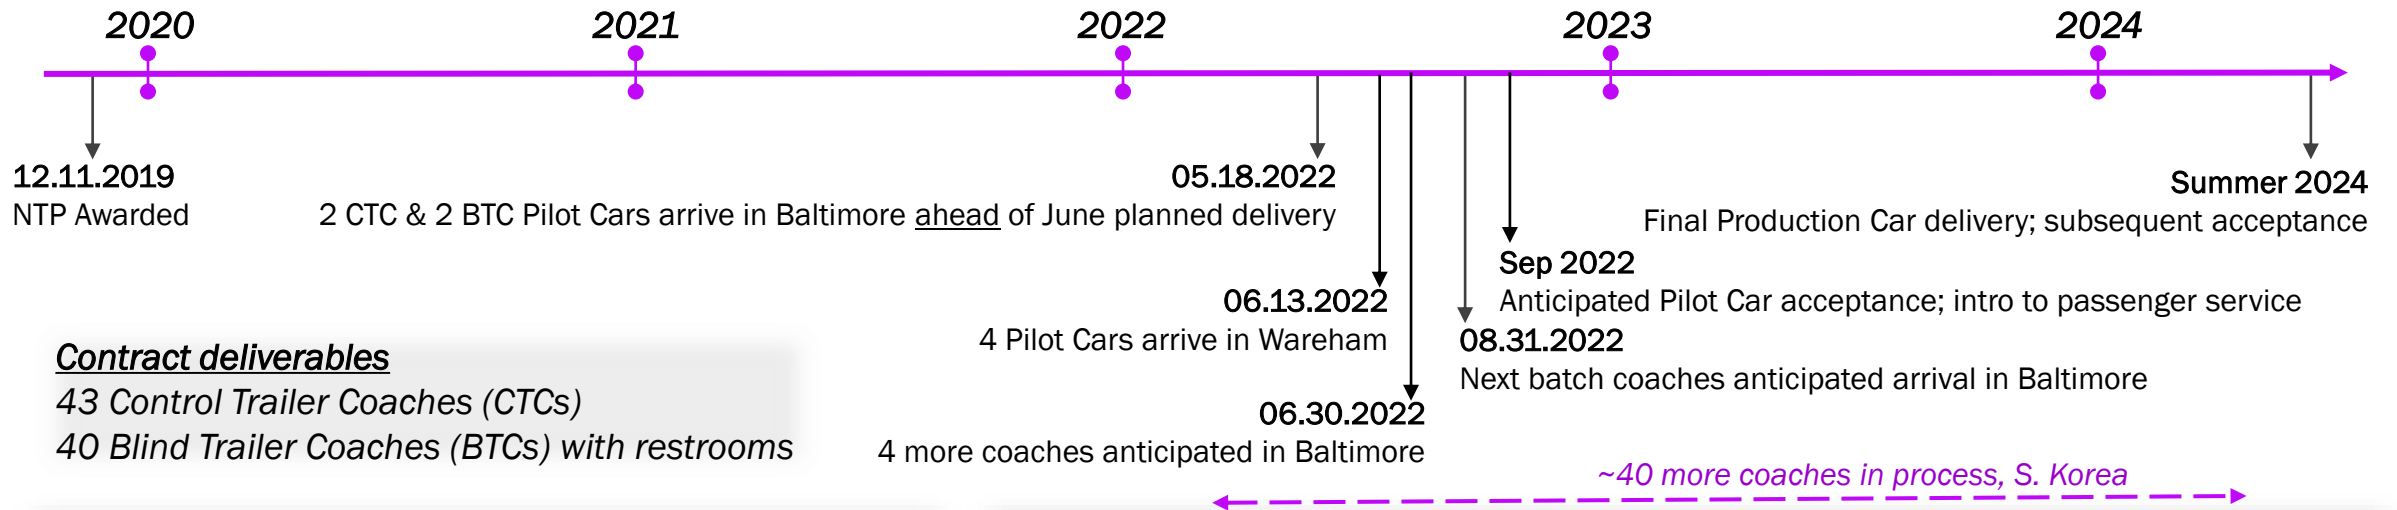 2020
2021
2022
2023
2024
12.11.2019
NTP Awarded
05.18.2022
2 CTC & 2 BTC Pilot Cars arrive in Baltimore ahead of June planned delivery
Summer 2024
Final Production Car delivery; subsequent acceptance
Sep 2022
Anticipated Pilot Car acceptance; intro to passenger service
06.13.2022
4 Pilot Cars arrive in Wareham
08.31.2022
Next batch coaches anticipated arrival in Baltimore
06.30.2022
4 more coaches anticipated in Baltimore
Contract deliverables
43 Control Trailer Coaches (CTCs)
40 Blind Trailer Coaches (BTCs) with restrooms
~40 more coaches in process, S. Korea